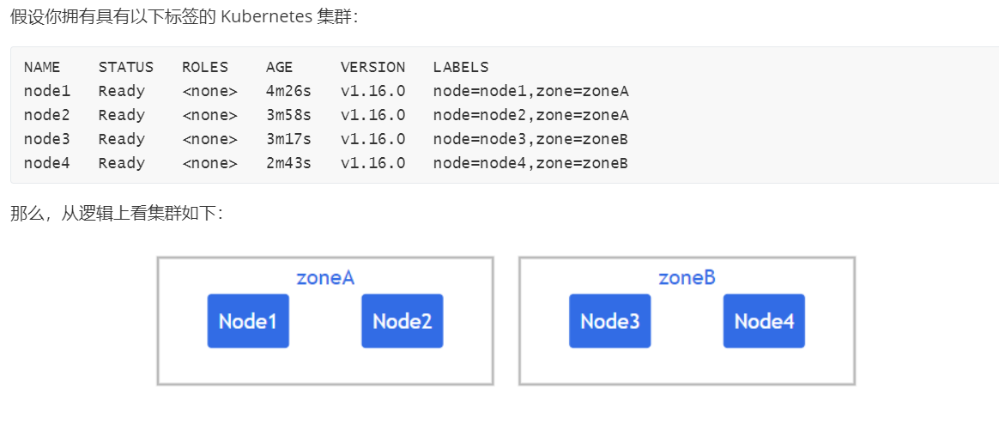 假设你拥有具有以下标签的 Kubernetes 集群：
NAME    STATUS   ROLES    AGE     VERSION   LABELS
node1   Ready    <none>   4m26s   v1.16.0   node=node1,zone=zoneA
node2   Ready    <none>   3m58s   v1.16.0   node=node2,zone=zoneA
node3   Ready    <none>   3m17s   v1.16.0   node=node3,zone=zoneB
node4   Ready    <none>   2m43s   v1.16.0   node=node4,zone=zoneB
那么，从逻辑上看集群如下：
zoneA zoneB
Node1 Node2 Node3 Node4